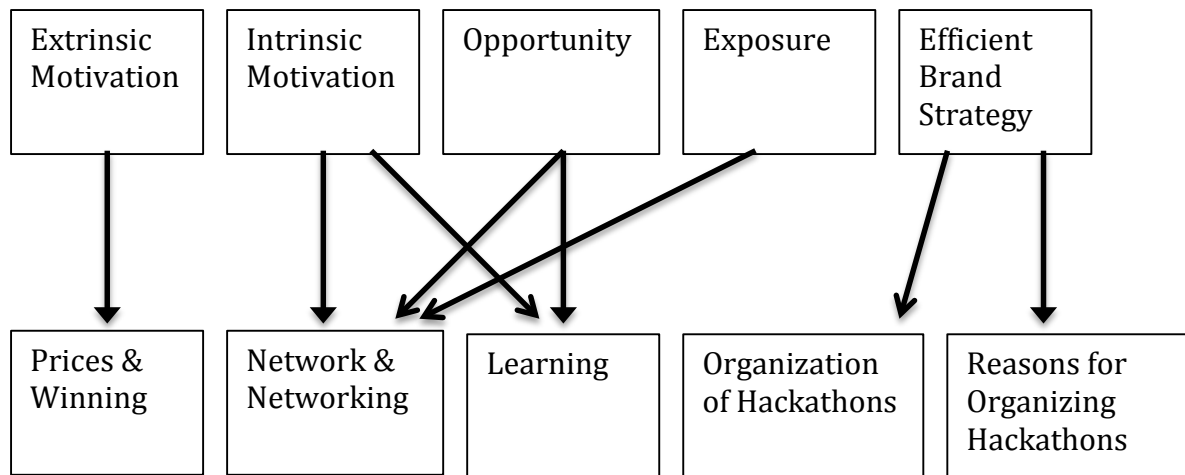 Extrinsic
Motivation
Intrinsic
Motivation
Opportunity
Exposure
Efficient
Brand
Strategy
Prices &
Winning
Network &
Networking
Learning
Organization
of Hackathons
Reasons for
Organizing
Hackathons